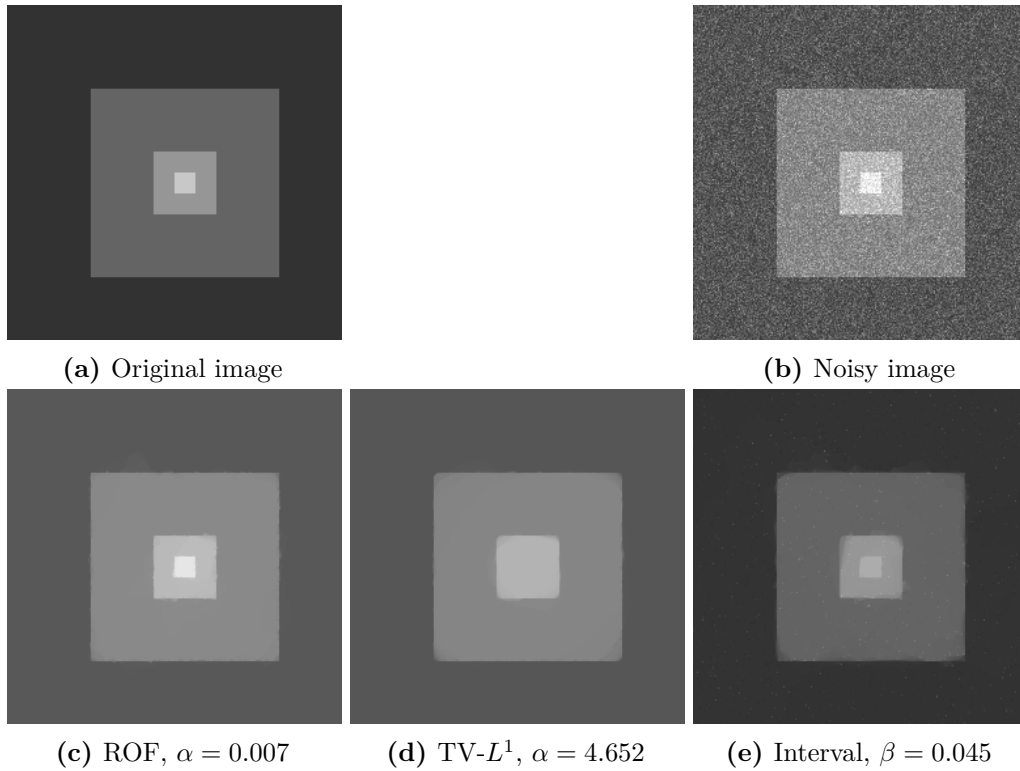 (a) Original image
(b) Noisy image
(c) ROF, α = 0.007
(d) TV-L¹, α = 4.652
(e) Interval, β = 0.045